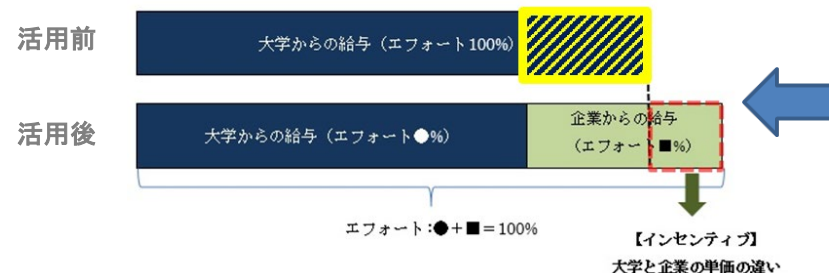 活用前
大学からの給与（エフォート100%）
活用後
大学からの給与（エフォート●%）
企業からの給与
（エフォート■%）
エフォート：●＋■＝100%
【インセンティブ】
大学と企業の単価の違い